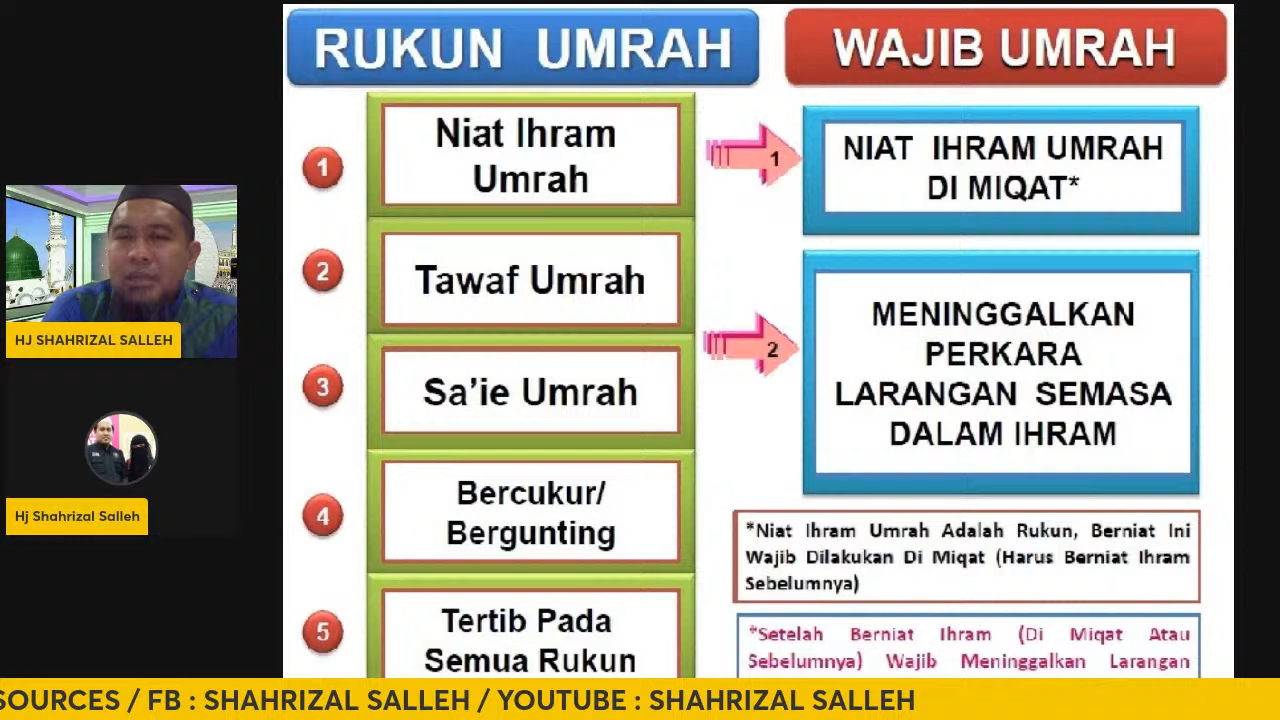 RUKUN UMRAH
WAJIB UMRAH
1
Niat Ihram
Umrah
2
Tawaf Umrah
3
Sa'ie Umrah
4
Bercukur/
Bergunting
5
Tertib Pada
Semua Rukun
1
NIAT IHRAM UMRAH
DI MIQAT*
2
MENINGGALKAN
PERKARA
LARANGAN SEMASA
DALAM IHRAM
*Niat Ihram Umrah Adalah Rukun, Berniat Ini
Wajib Dilakukan Di Miqat (Harus Berniat Ihram
Sebelumnya)
*Setelah Berniat Ihram (Di Miqat Atau
Sebelumnya) Wajib Meninggalkan Larangan
HJ SHAHRIZAL SALLEH
Hj Shahrizal Salleh
SOURCES / FB : SHAHRIZAL SALLEH / YOUTUBE : SHAHRIZAL SALLEH